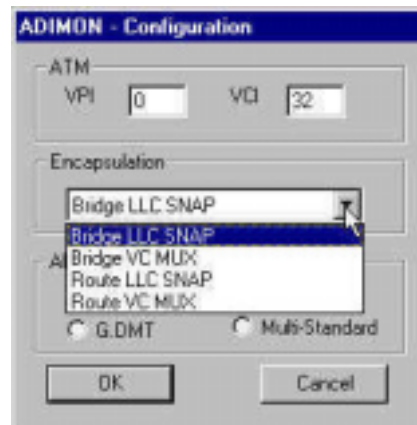 ADIMON - Configuration
ATM
VPI 0 VCI 32
Encapsulation
Bridge LLC SNAP
Bridge LLC SNAP
Bridge VC MUX
Route LLC SNAP
Route VC MUX
G.DMT Multi-Standard
OK Cancel